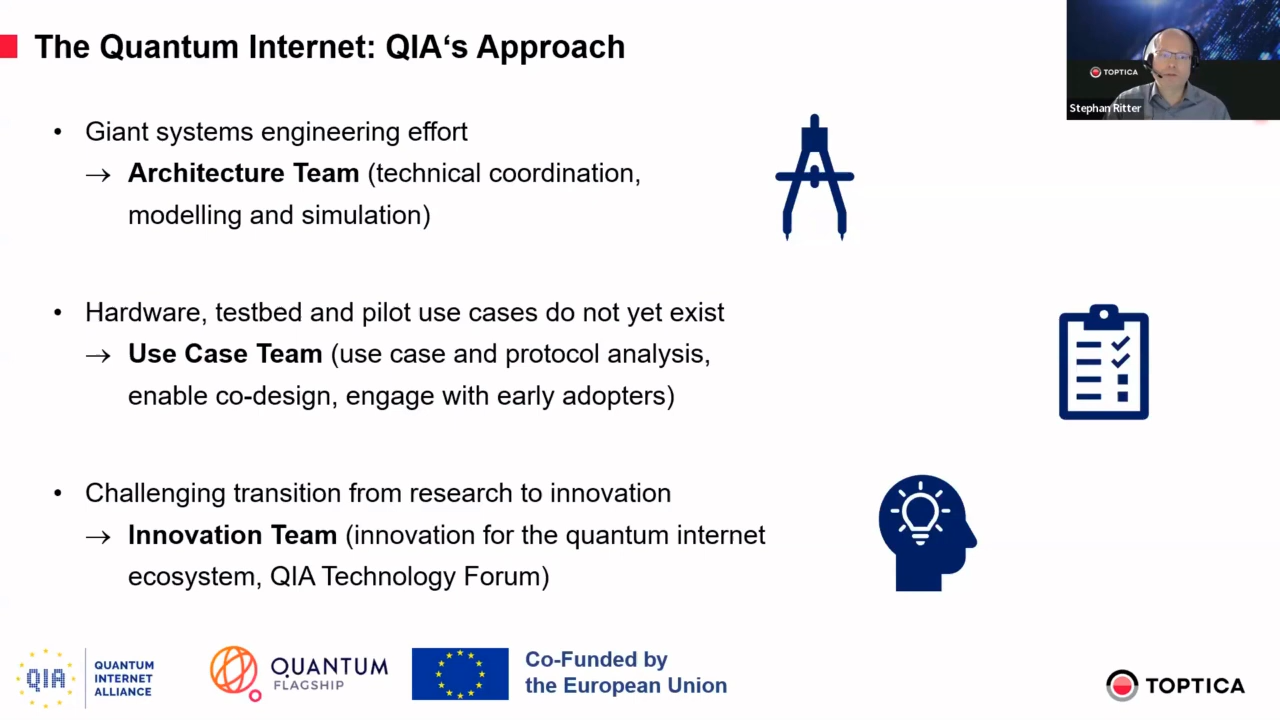 The Quantum Internet: QIA‘s Approach
TOPTICA
Stephan Ritter
• Giant systems engineering effort
→ Architecture Team (technical coordination,
modelling and simulation)
• Hardware, testbed and pilot use cases do not yet exist
→ Use Case Team (use case and protocol analysis,
enable co-design, engage with early adopters)
• Challenging transition from research to innovation
→ Innovation Team (innovation for the quantum internet
ecosystem, QIA Technology Forum)
QIA
QUANTUM
INTERNET
ALLIANCE
QUANTUM
FLAGSHIP
Co-Funded by
the European Union
TOPTICA